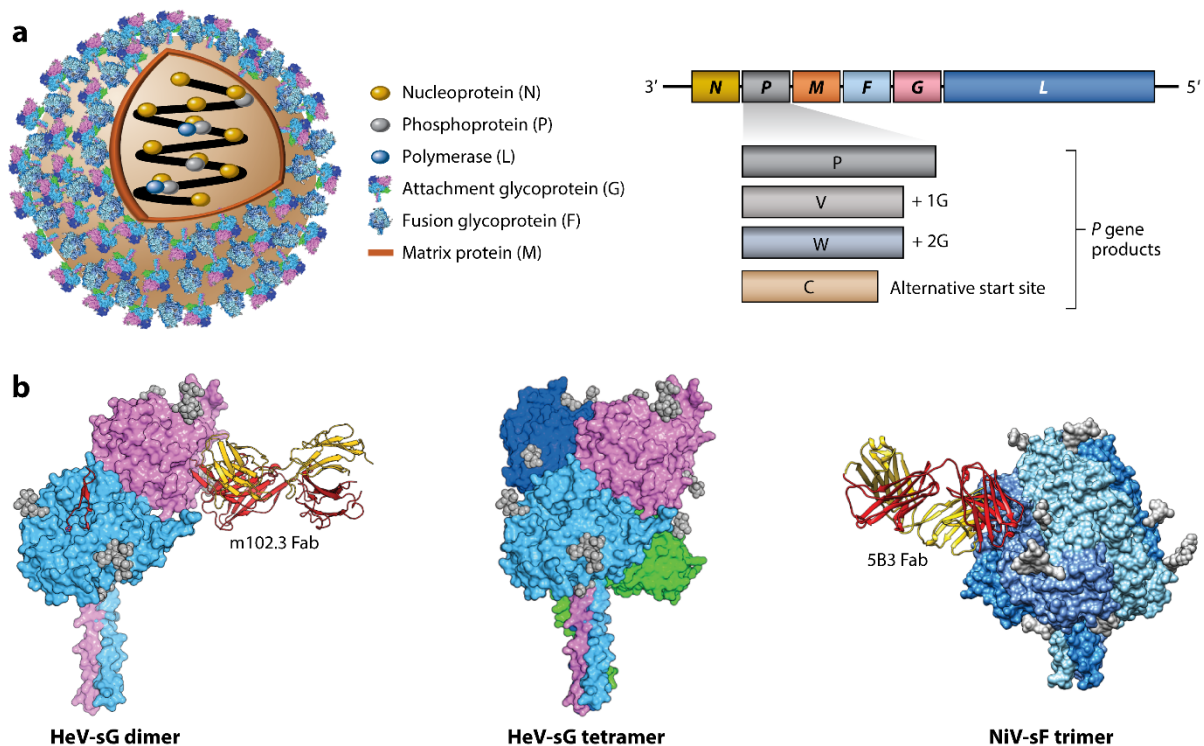 a
Nucleoprotein (N)
Phosphoprotein (P)
Polymerase (L)
Attachment glycoprotein (G)
Fusion glycoprotein (F)
Matrix protein (M)
3′ N P M F G L 5′
P
V + 1G
W + 2G
C Alternative start site
P gene
products
b
m102.3 Fab
5B3 Fab
HeV-sG dimer
HeV-sG tetramer
NiV-sF trimer